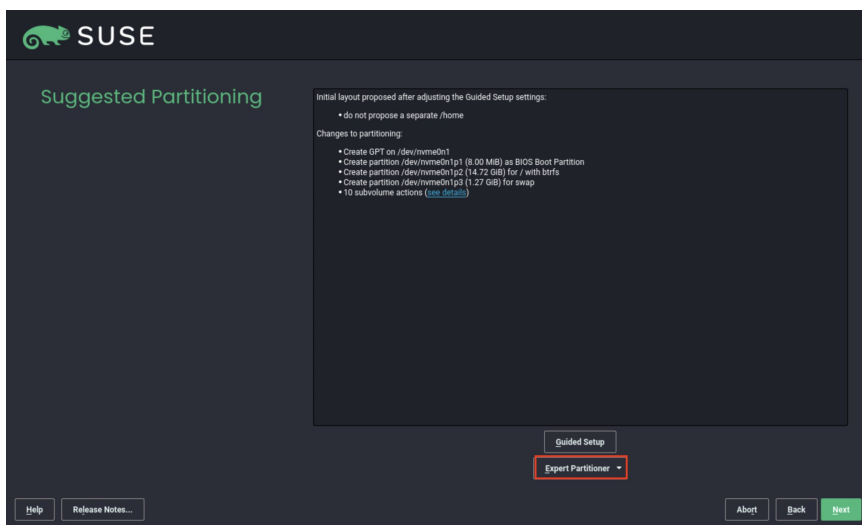 SUSE
Suggested Partitioning
Initial layout proposed after adjusting the Guided Setup settings:
• do not propose a separate /home
Changes to partitioning:
• Create GPT on /dev/nvme0n1
• Create partition /dev/nvme0n1p1 (8.00 MiB) as BIOS Boot Partition
• Create partition /dev/nvme0n1p2 (14.72 GiB) for / with btrfs
• Create partition /dev/nvme0n1p3 (1.27 GiB) for swap
• 10 subvolume actions (see details)
Guided Setup
Expert Partitioner
Help Release Notes... Abort Back Next